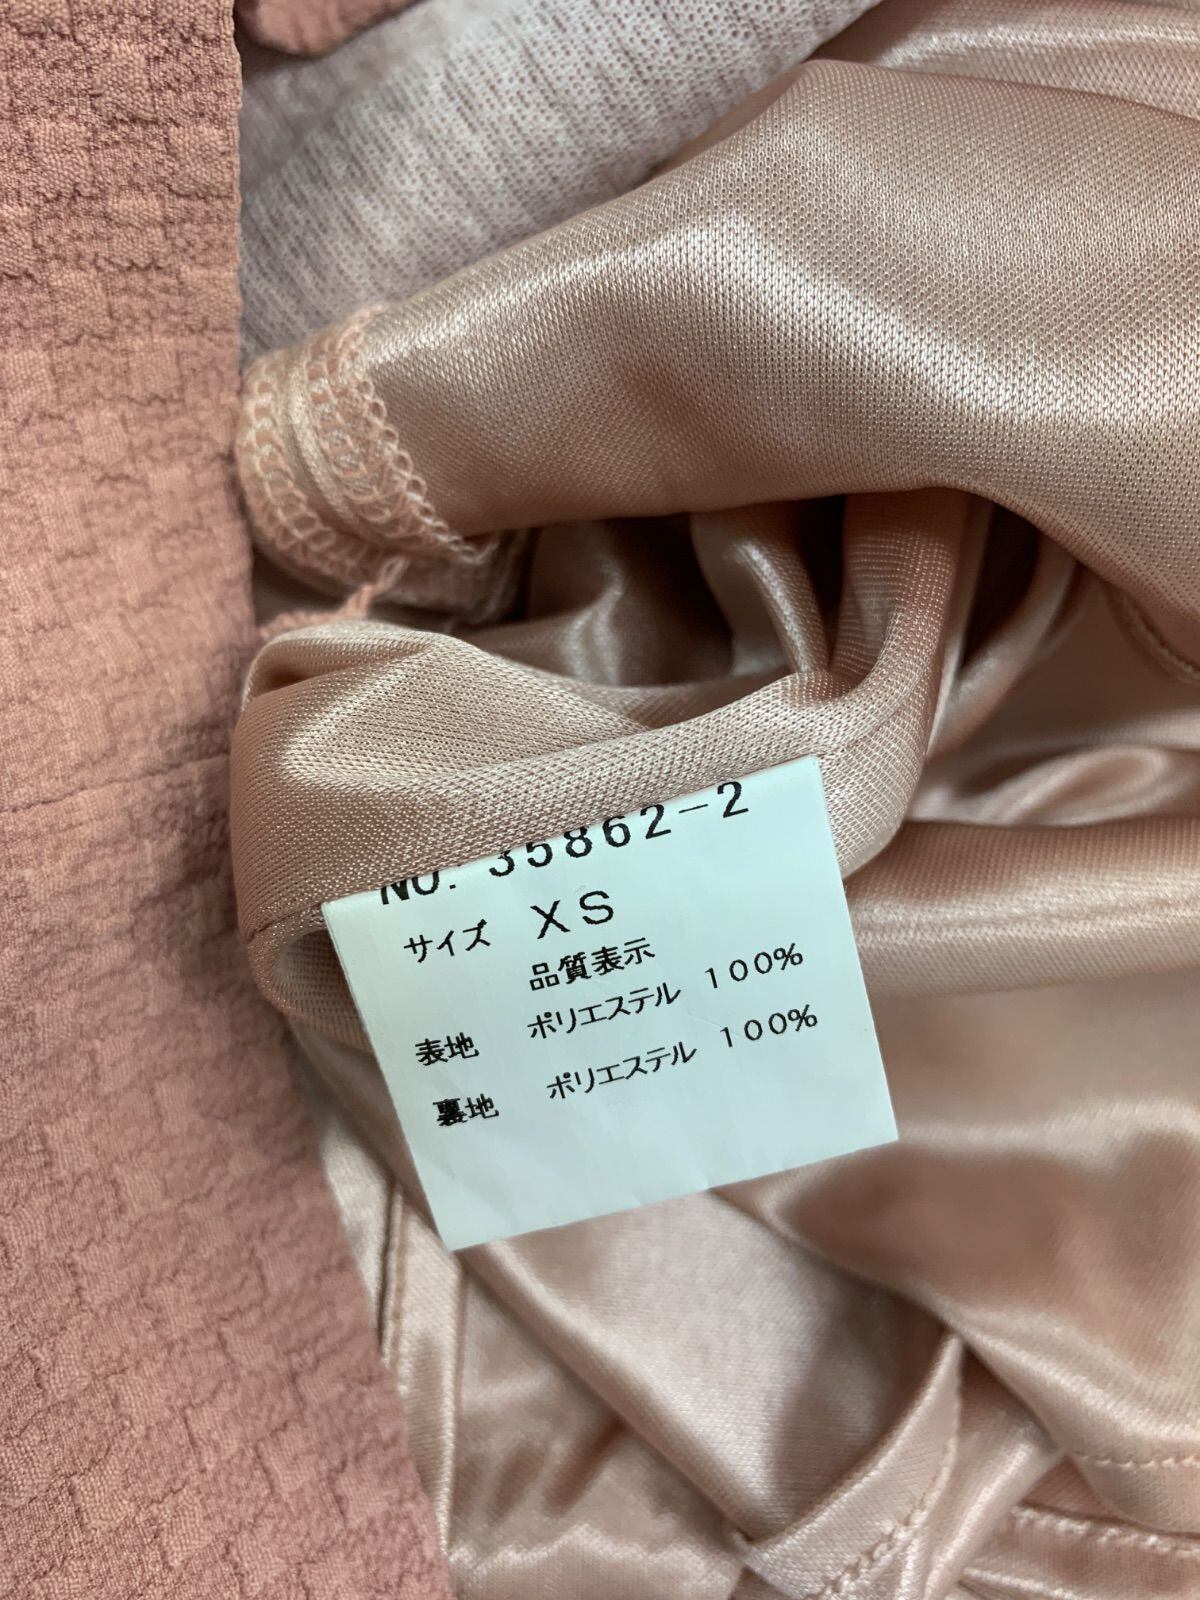 NO. 35862-2
サイズ XS
品質表示
表地 ポリエステル 100%
裏地 ポリエステル 100%